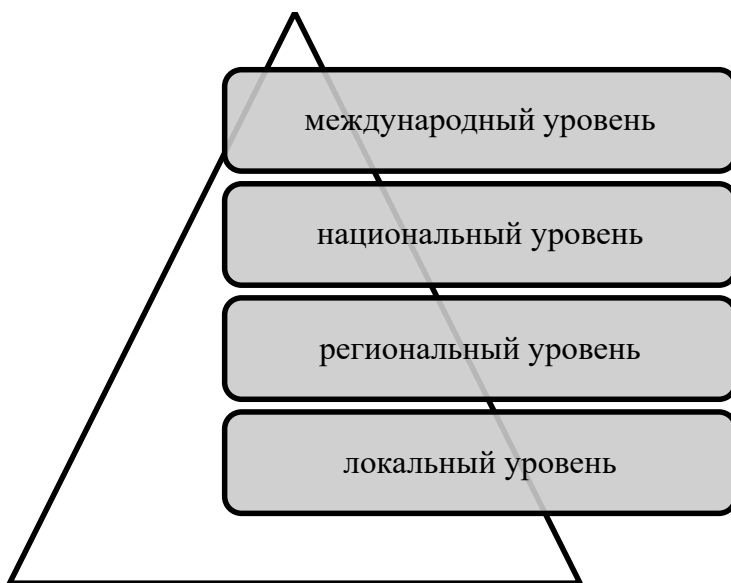 международный уровень
национальный уровень
региональный уровень
локальный уровень